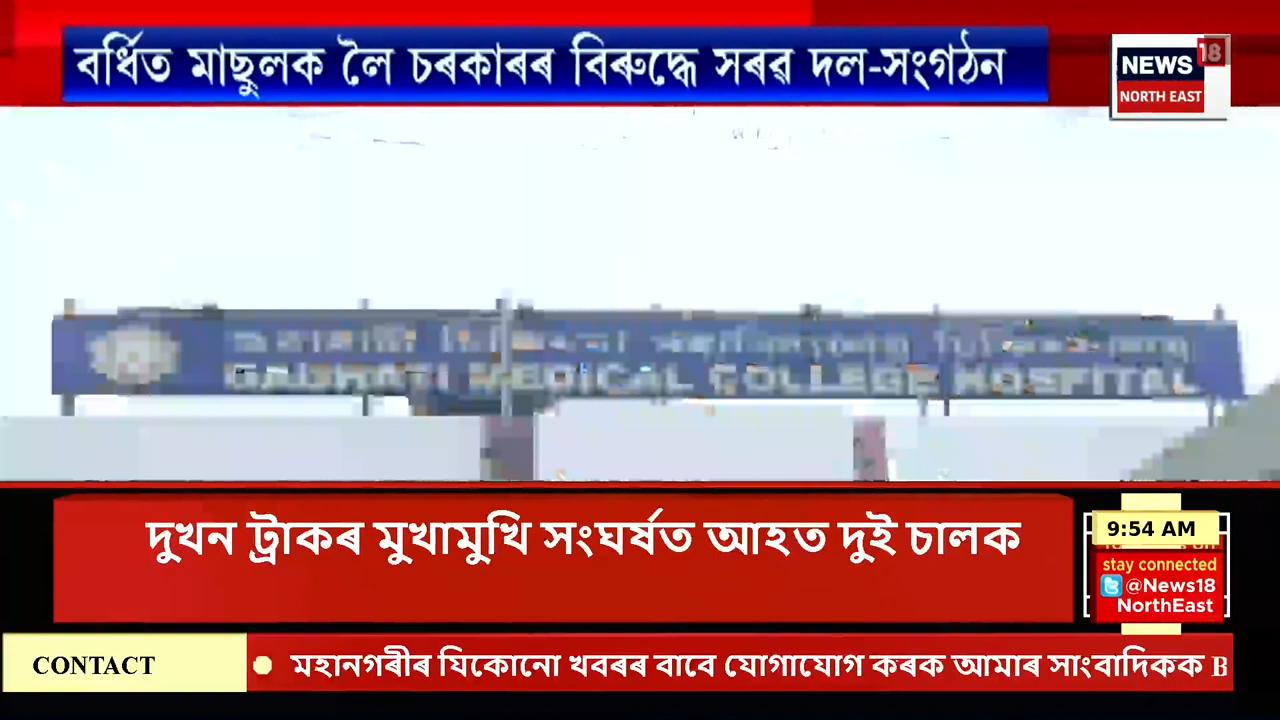 বৰ্ধিত মাছুলক লৈ চৰকাৰৰ বিৰুদ্ধে সৰৱ দল-সংগঠন
NEWS 18
NORTH EAST
GAUHATI MEDICAL COLLEGE HOSPITAL
দুখন ট্ৰাকৰ মুখামুখি সংঘৰ্ষত আহত দুই চালক
9:54 AM
stay connected
@News18
NorthEast
CONTACT
মহানগৰীৰ যিকোনো খবৰৰ বাবে যোগাযোগ কৰক আমাৰ সাংবাদিকক B